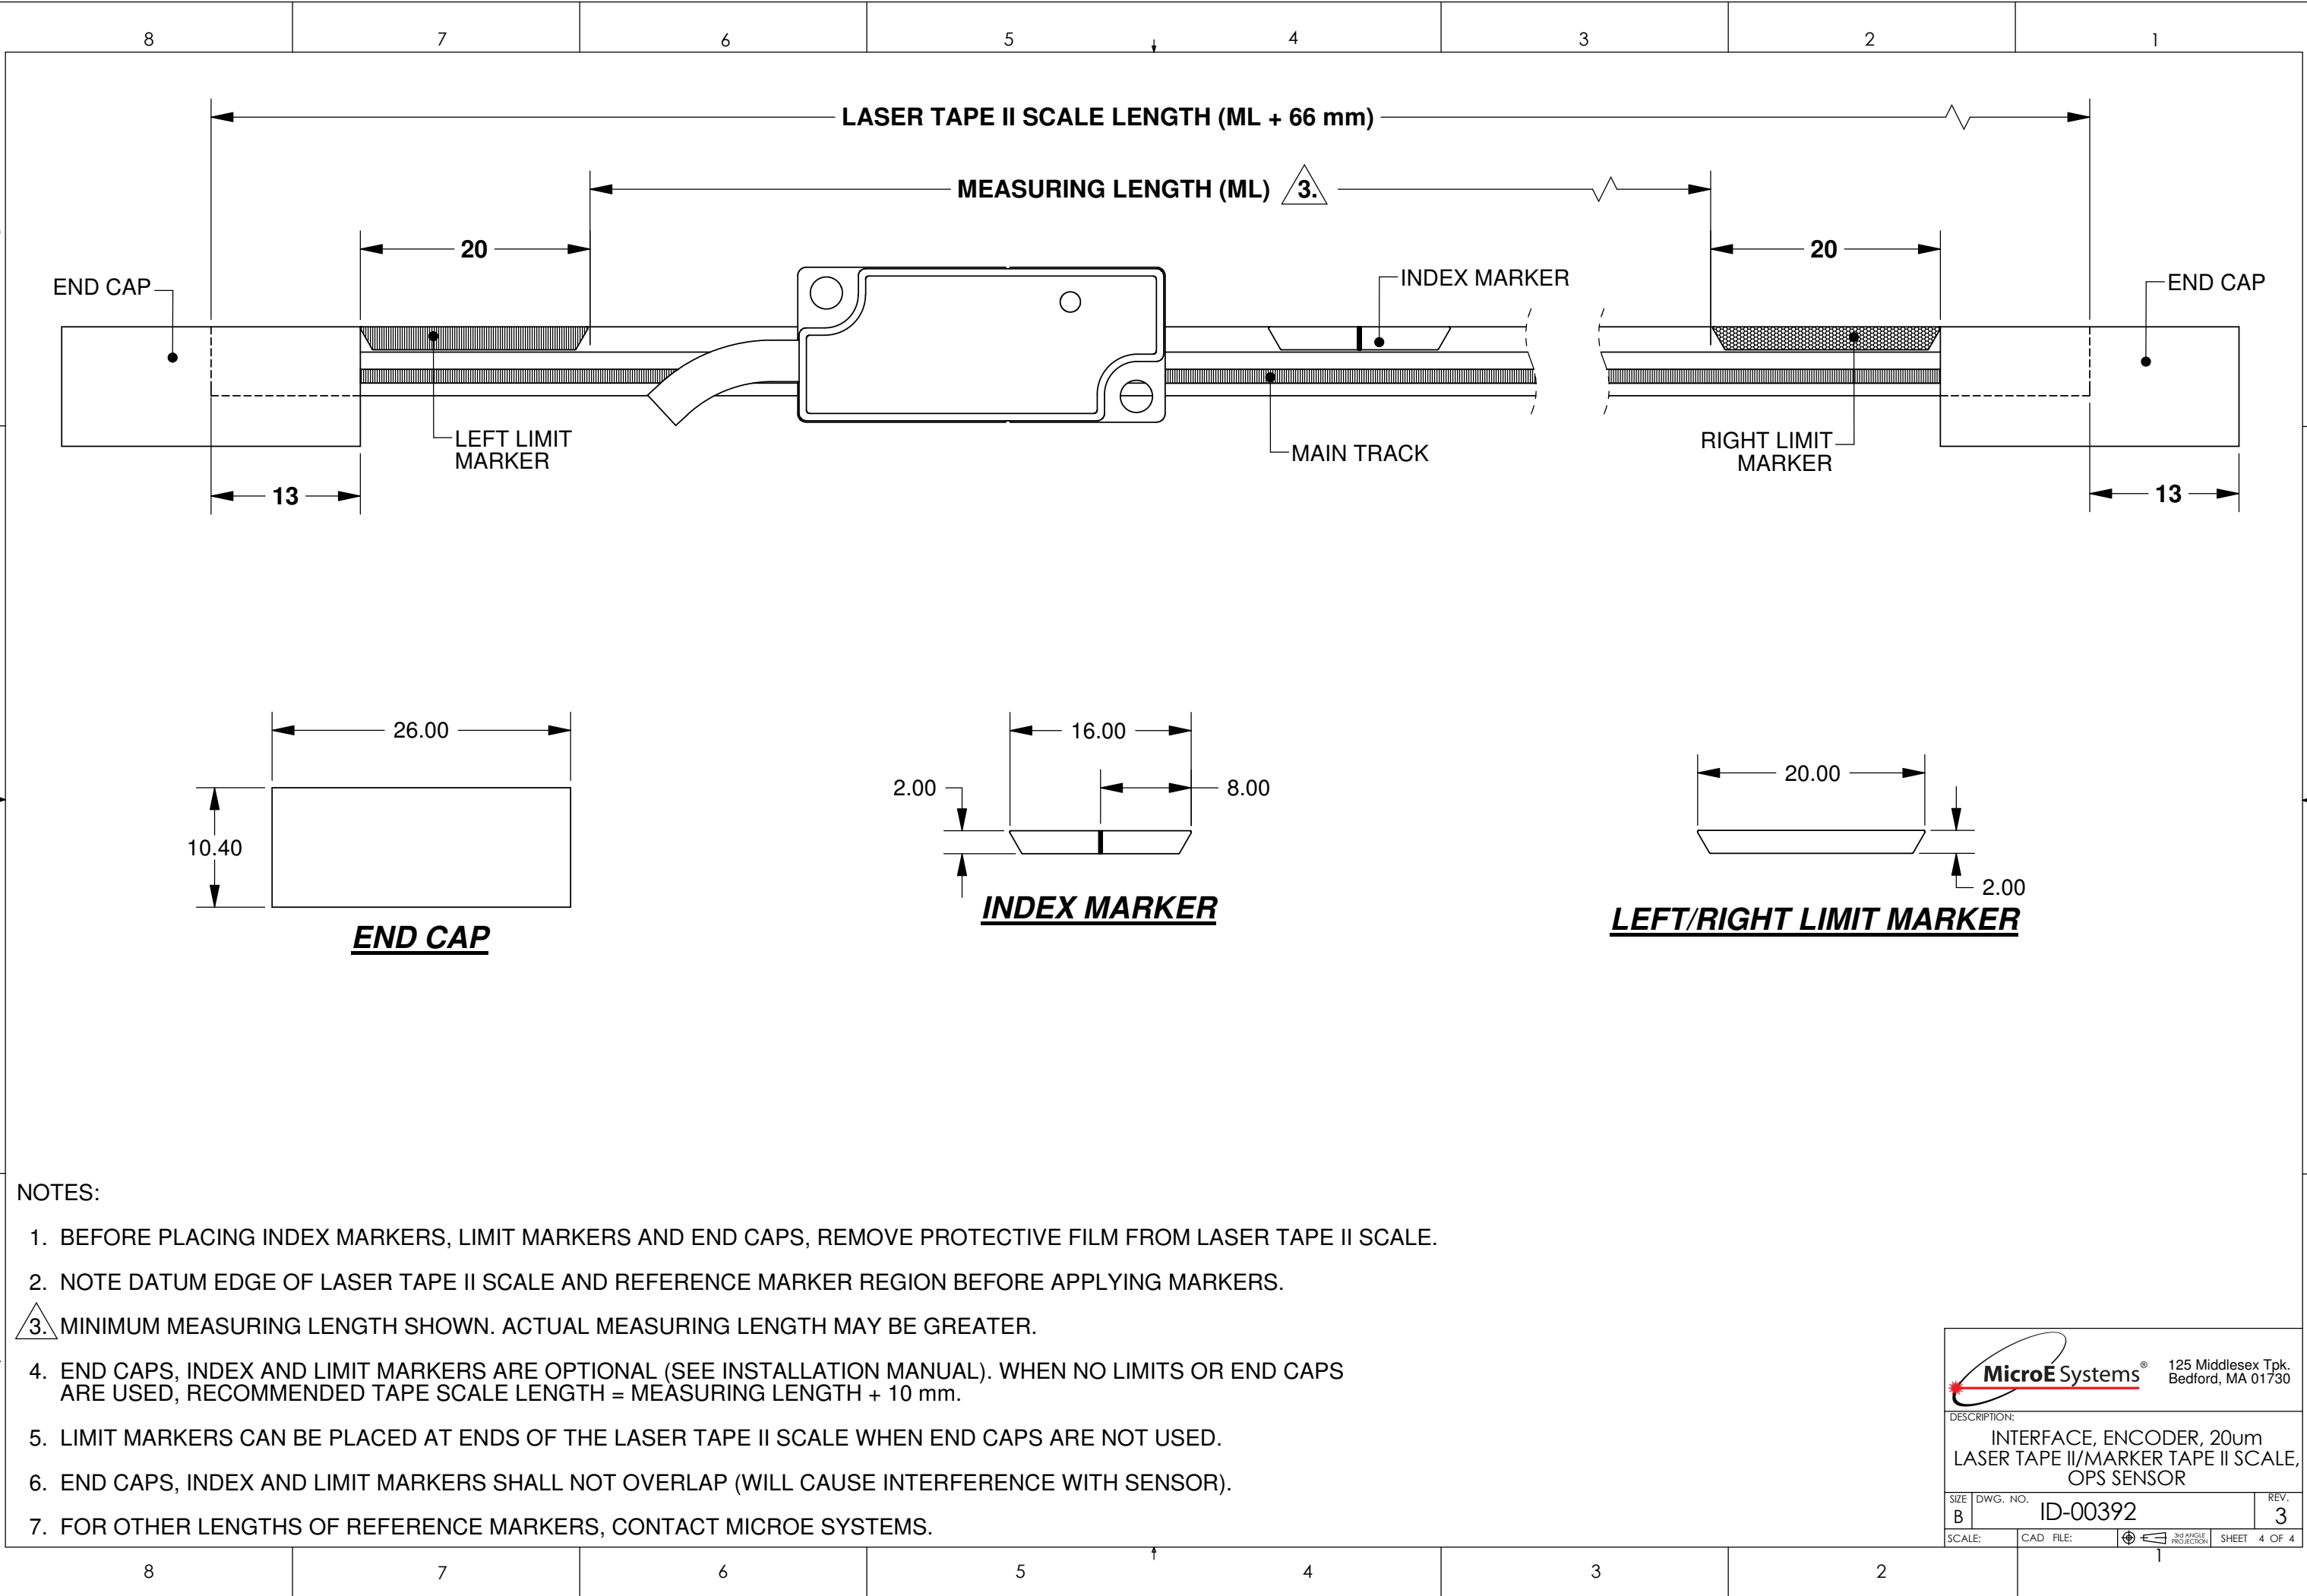 8 7 6 5 4 3 2 1
LASER TAPE II SCALE LENGTH (ML + 66 mm)
MEASURING LENGTH (ML) 3.
20 20
END CAP
INDEX MARKER
END CAP
LEFT LIMIT
MARKER
MAIN TRACK
RIGHT LIMIT
MARKER
13 13
26.00
10.40
END CAP
16.00
2.00 8.00
INDEX MARKER
20.00
2.00
LEFT/RIGHT LIMIT MARKER
NOTES:
1. BEFORE PLACING INDEX MARKERS, LIMIT MARKERS AND END CAPS, REMOVE PROTECTIVE FILM FROM LASER TAPE II SCALE.
2. NOTE DATUM EDGE OF LASER TAPE II SCALE AND REFERENCE MARKER REGION BEFORE APPLYING MARKERS.
3. MINIMUM MEASURING LENGTH SHOWN. ACTUAL MEASURING LENGTH MAY BE GREATER.
4. END CAPS, INDEX AND LIMIT MARKERS ARE OPTIONAL (SEE INSTALLATION MANUAL). WHEN NO LIMITS OR END CAPS
ARE USED, RECOMMENDED TAPE SCALE LENGTH = MEASURING LENGTH + 10 mm.
5. LIMIT MARKERS CAN BE PLACED AT ENDS OF THE LASER TAPE II SCALE WHEN END CAPS ARE NOT USED.
6. END CAPS, INDEX AND LIMIT MARKERS SHALL NOT OVERLAP (WILL CAUSE INTERFERENCE WITH SENSOR).
7. FOR OTHER LENGTHS OF REFERENCE MARKERS, CONTACT MICROE SYSTEMS.
MicroE Systems®
125 Middlesex Tpk.
Bedford, MA 01730
DESCRIPTION:
INTERFACE, ENCODER, 20um
LASER TAPE II/MARKER TAPE II SCALE,
OPS SENSOR
SIZE DWG. NO. REV.
B ID-00392 3
SCALE: CAD FILE: 3rd ANGLE PROJECTION SHEET 4 OF 4
8 7 6 5 4 3 2 1